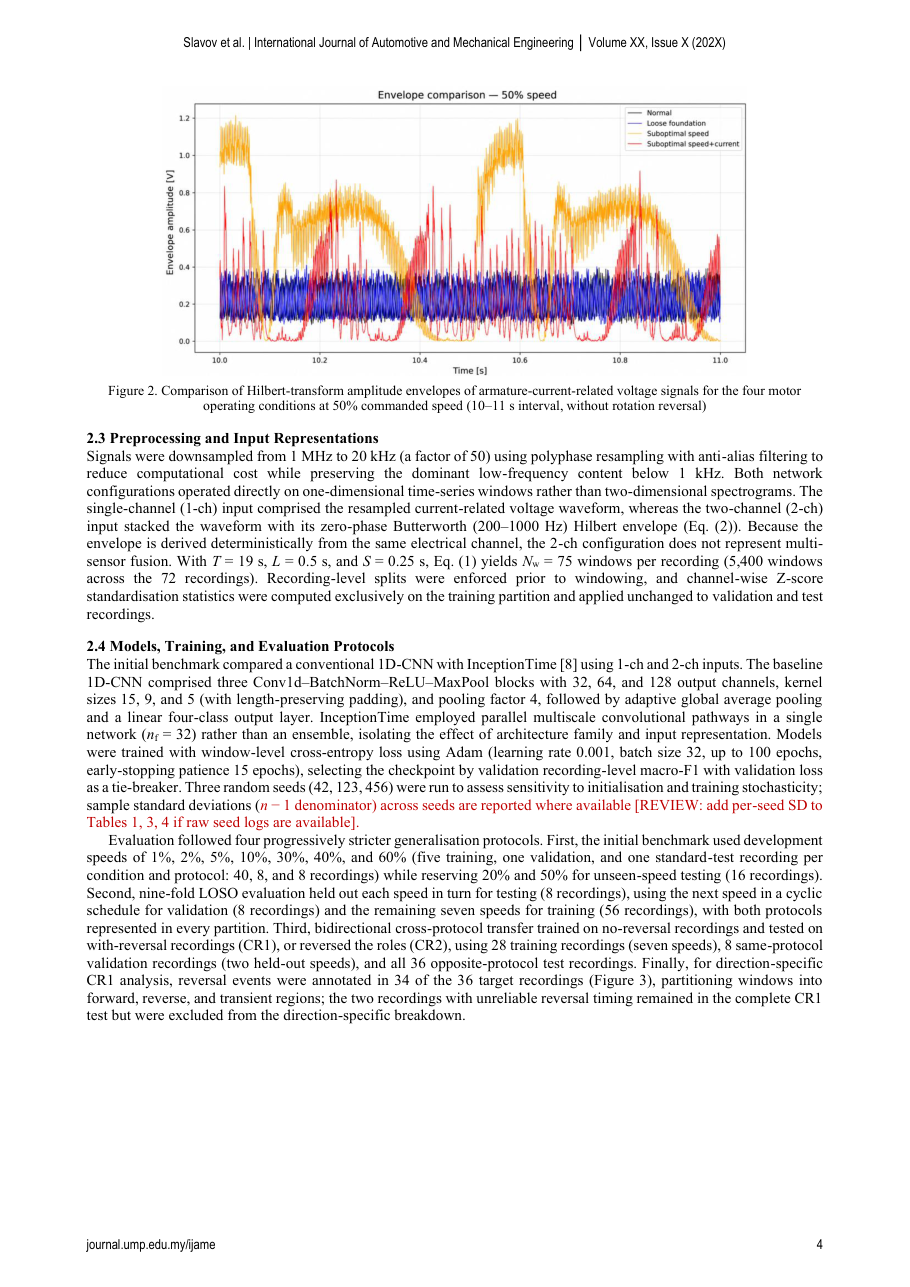 Slavov et al. | International Journal of Automotive and Mechanical Engineering │ Volume XX, Issue X (202X)
Envelope comparison — 50% speed
Normal
Loose foundation
Suboptimal speed
Suboptimal speed+current
Envelope amplitude [V]
1.2
1.0
0.8
0.6
0.4
0.2
0.0
10.0 10.2 10.4 10.6 10.8 11.0
Time [s]
Figure 2. Comparison of Hilbert-transform amplitude envelopes of armature-current-related voltage signals for the four motor
operating conditions at 50% commanded speed (10–11 s interval, without rotation reversal)
2.3 Preprocessing and Input Representations
Signals were downsampled from 1 MHz to 20 kHz (a factor of 50) using polyphase resampling with anti-alias filtering to
reduce computational cost while preserving the dominant low-frequency content below 1 kHz. Both network
configurations operated directly on one-dimensional time-series windows rather than two-dimensional spectrograms. The
single-channel (1-ch) input comprised the resampled current-related voltage waveform, whereas the two-channel (2-ch)
input stacked the waveform with its zero-phase Butterworth (200–1000 Hz) Hilbert envelope (Eq. (2)). Because the
envelope is derived deterministically from the same electrical channel, the 2-ch configuration does not represent multi-
sensor fusion. With T = 19 s, L = 0.5 s, and S = 0.25 s, Eq. (1) yields Nw = 75 windows per recording (5,400 windows
across the 72 recordings). Recording-level splits were enforced prior to windowing, and channel-wise Z-score
standardisation statistics were computed exclusively on the training partition and applied unchanged to validation and test
recordings.
2.4 Models, Training, and Evaluation Protocols
The initial benchmark compared a conventional 1D-CNN with InceptionTime [8] using 1-ch and 2-ch inputs. The baseline
1D-CNN comprised three Conv1d–BatchNorm–ReLU–MaxPool blocks with 32, 64, and 128 output channels, kernel
sizes 15, 9, and 5 (with length-preserving padding), and pooling factor 4, followed by adaptive global average pooling
and a linear four-class output layer. InceptionTime employed parallel multiscale convolutional pathways in a single
network (nf = 32) rather than an ensemble, isolating the effect of architecture family and input representation. Models
were trained with window-level cross-entropy loss using Adam (learning rate 0.001, batch size 32, up to 100 epochs,
early-stopping patience 15 epochs), selecting the checkpoint by validation recording-level macro-F1 with validation loss
as a tie-breaker. Three random seeds (42, 123, 456) were run to assess sensitivity to initialisation and training stochasticity;
sample standard deviations (n − 1 denominator) across seeds are reported where available [REVIEW: add per-seed SD to
Tables 1, 3, 4 if raw seed logs are available].
Evaluation followed four progressively stricter generalisation protocols. First, the initial benchmark used development
speeds of 1%, 2%, 5%, 10%, 30%, 40%, and 60% (five training, one validation, and one standard-test recording per
condition and protocol: 40, 8, and 8 recordings) while reserving 20% and 50% for unseen-speed testing (16 recordings).
Second, nine-fold LOSO evaluation held out each speed in turn for testing (8 recordings), using the next speed in a cyclic
schedule for validation (8 recordings) and the remaining seven speeds for training (56 recordings), with both protocols
represented in every partition. Third, bidirectional cross-protocol transfer trained on no-reversal recordings and tested on
with-reversal recordings (CR1), or reversed the roles (CR2), using 28 training recordings (seven speeds), 8 same-protocol
validation recordings (two held-out speeds), and all 36 opposite-protocol test recordings. Finally, for direction-specific
CR1 analysis, reversal events were annotated in 34 of the 36 target recordings (Figure 3), partitioning windows into
forward, reverse, and transient regions; the two recordings with unreliable reversal timing remained in the complete CR1
test but were excluded from the direction-specific breakdown.
journal.ump.edu.my/ijame
4